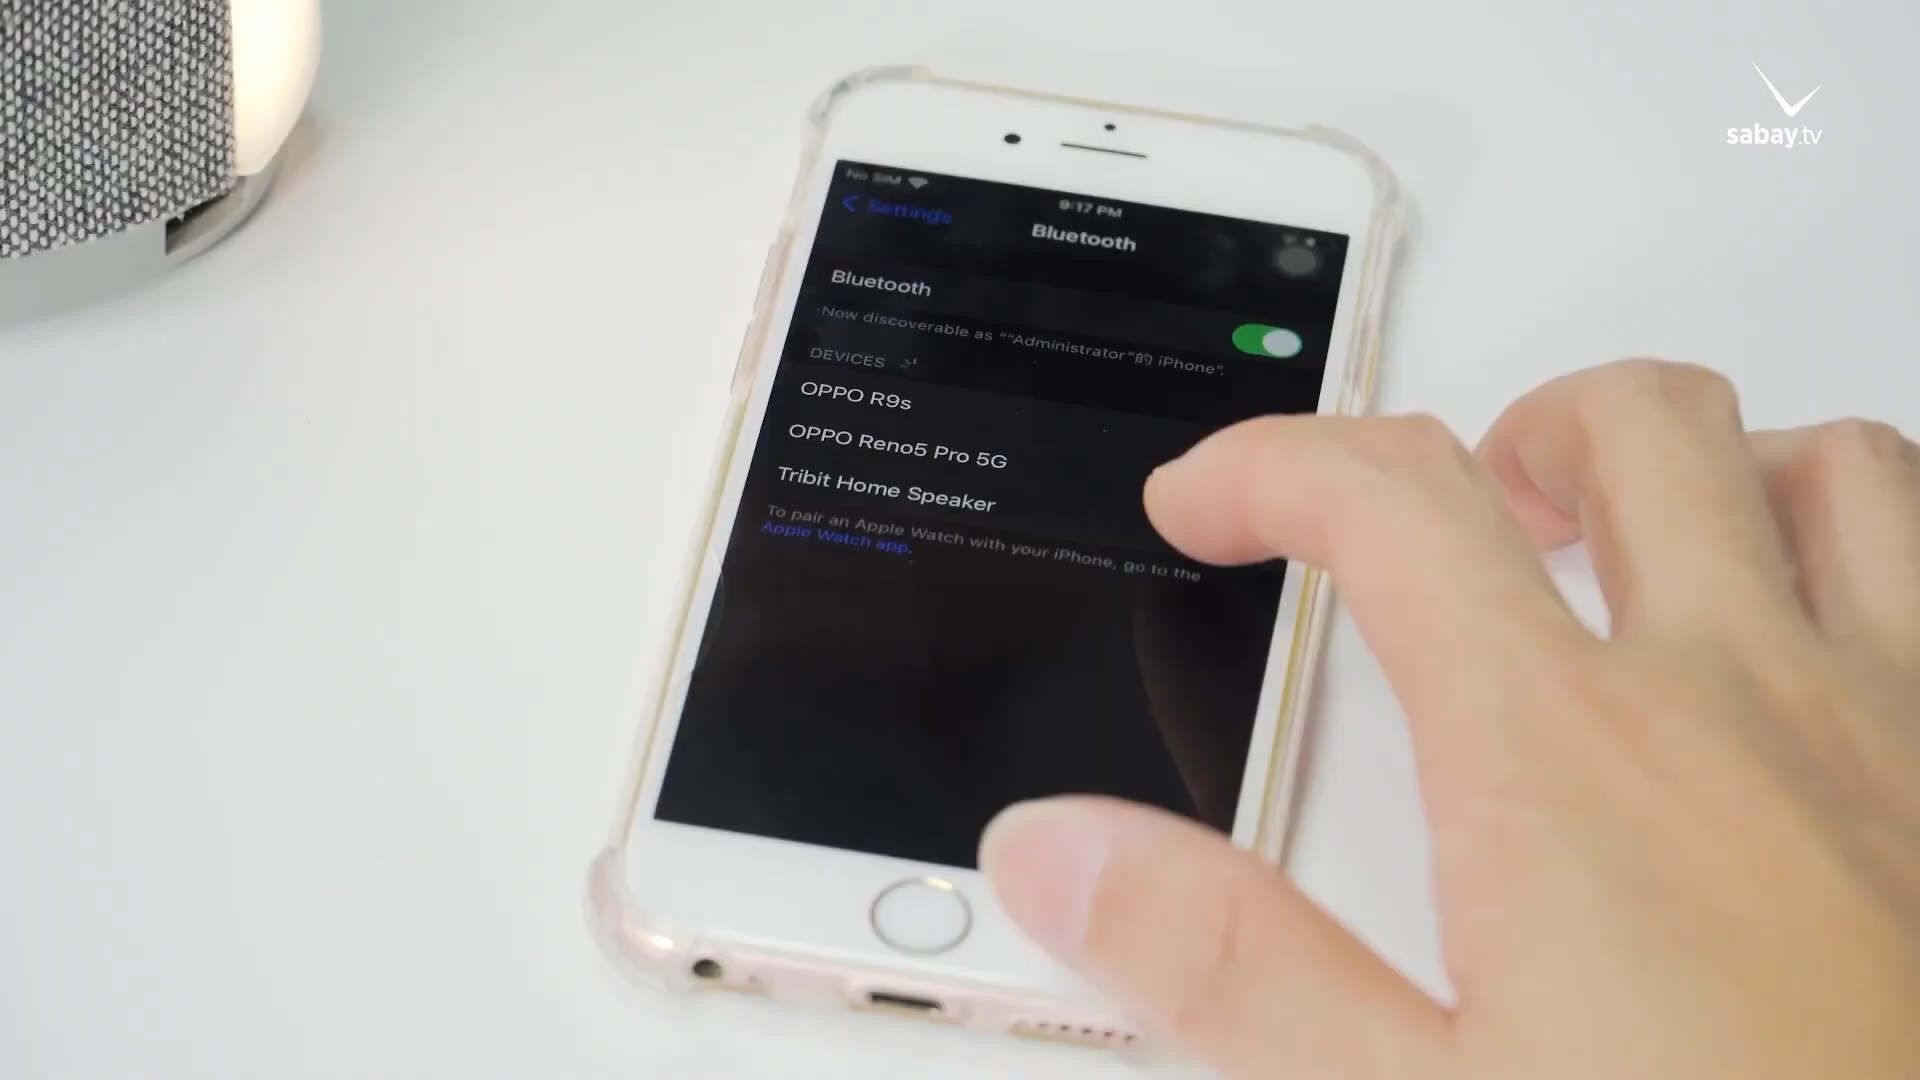 sabay.tv
No SIM
9:17 PM
Settings
Bluetooth
Bluetooth
Now discoverable as "“Administrator”的 iPhone".
DEVICES
OPPO R9s
OPPO Reno5 Pro 5G
Tribit Home Speaker
To pair an Apple Watch with your iPhone, go to the
Apple Watch app.